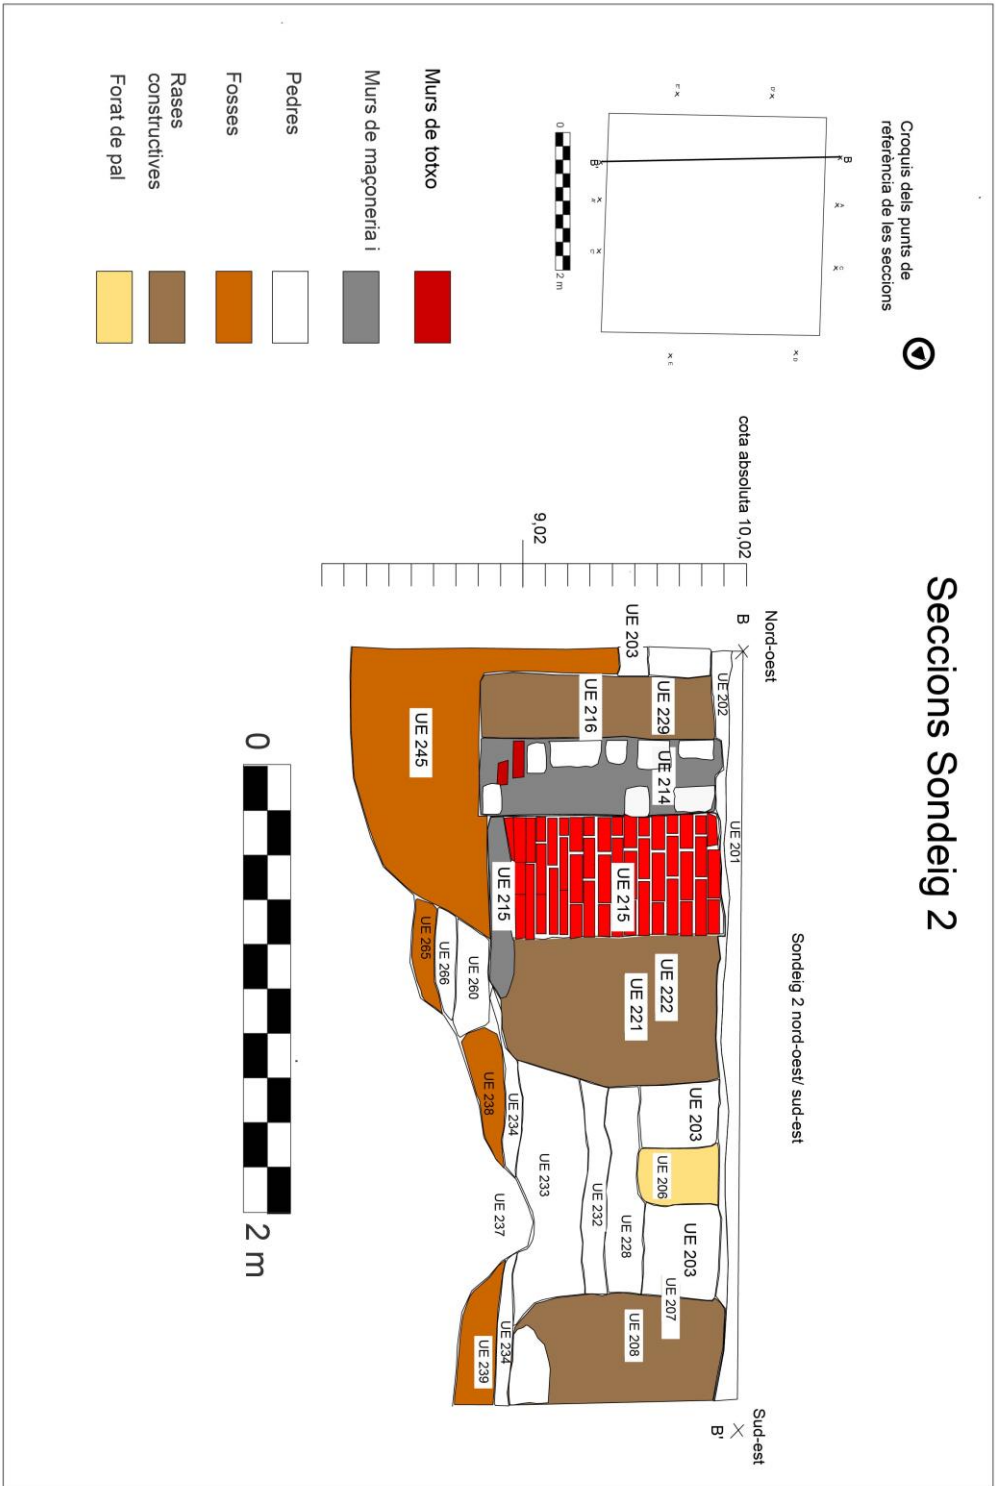 Seccions Sondeig 2
Croquis dels punts de
referència de les seccions
B
B'
A
C
D
E
0
2 m
Murs de totxo
Murs de maçoneria i
Pedres
Fosses
Rases
constructives
Forat de pal
cota absoluta 10,02
9,02
Nord-oest
B
Sondeig 2 nord-oest/ sud-est
Sud-est
B'
UE 202
UE 201
UE 203
UE 229
UE 216
UE 214
UE 215
UE 215
UE 222
UE 221
UE 203
UE 206
UE 203
UE 207
UE 208
UE 228
UE 232
UE 233
UE 234
UE 237
UE 234
UE 238
UE 239
UE 245
UE 260
UE 266
UE 265
0
2 m